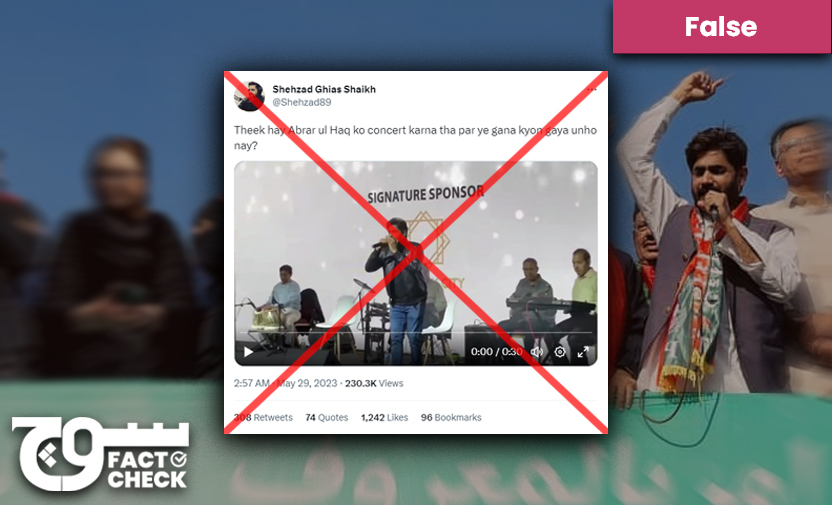 False
Shehzad Ghias Shaikh
@Shehzad89
Theek hay Abrar ul Haq ko concert karna tha par ye gana kyon gaya unho
nay?
SIGNATURE SPONSOR
0:00 / 0:30
2:57 AM · May 29, 2023 · 230.3K Views
308 Retweets 74 Quotes 1,242 Likes 96 Bookmarks
FACT
CHECK